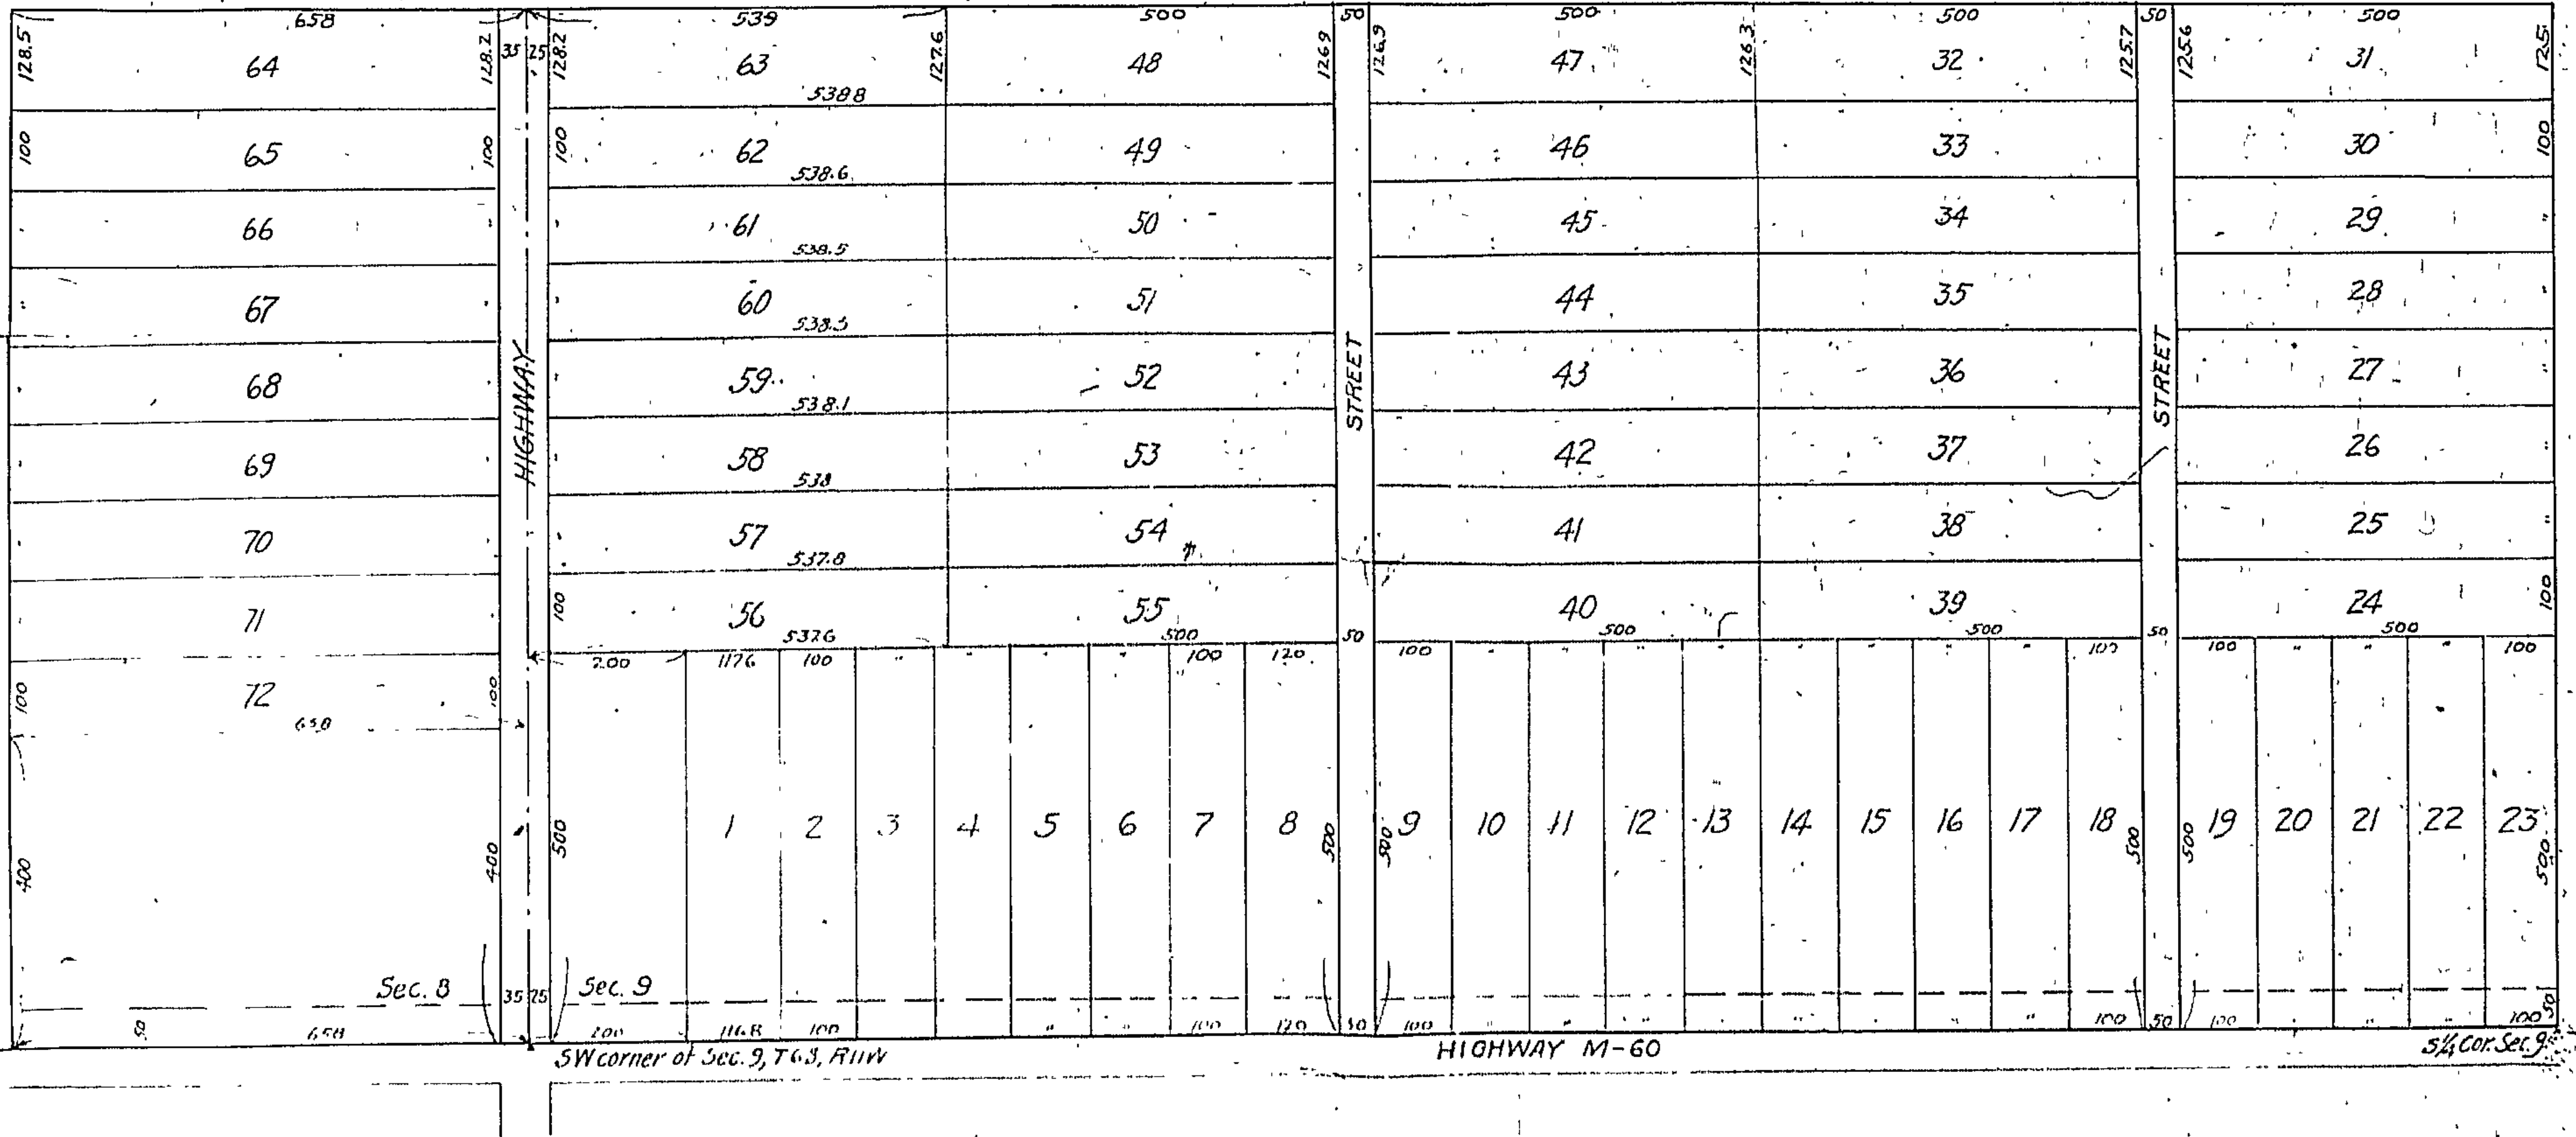 658 539 500 50 500 500 50 500
128.5 128.2 35 25 128.2 127.6 126.9 126.9 126.3 125.7 125.6 125.
64 63 48 47 32 31
538.8
100 100 100 100
65 62 49 46 33 30
538.6
66 61 50 45 34 29
538.5
67 60 51 44 35 28
538.3
68 59 52 43 36 27
538.1
HIGHWAY STREET STREET
69 58 53 42 37 26
538
70 57 54 41 38 25
537.8
71 100 56 55 40 39 24 100
537.6 500 50 500 500 50 500
200 117.6 100 " " " " 100 120 100 " " " " " " " " 100 100 " " " 100
100 72 100
658
400 400 500 1 2 3 4 5 6 7 8 500 500 9 10 11 12 13 14 15 16 17 18 500 500 19 20 21 22 23 500
Sec. 8 35 25 Sec. 9
50 658 200 116.8 100 " " 100 120 50 100 " " " " " " 100 50 100 " " " 100 50
SW corner of Sec. 9, T6S, R11W HIGHWAY M-60 S¼ Cor. Sec. 9